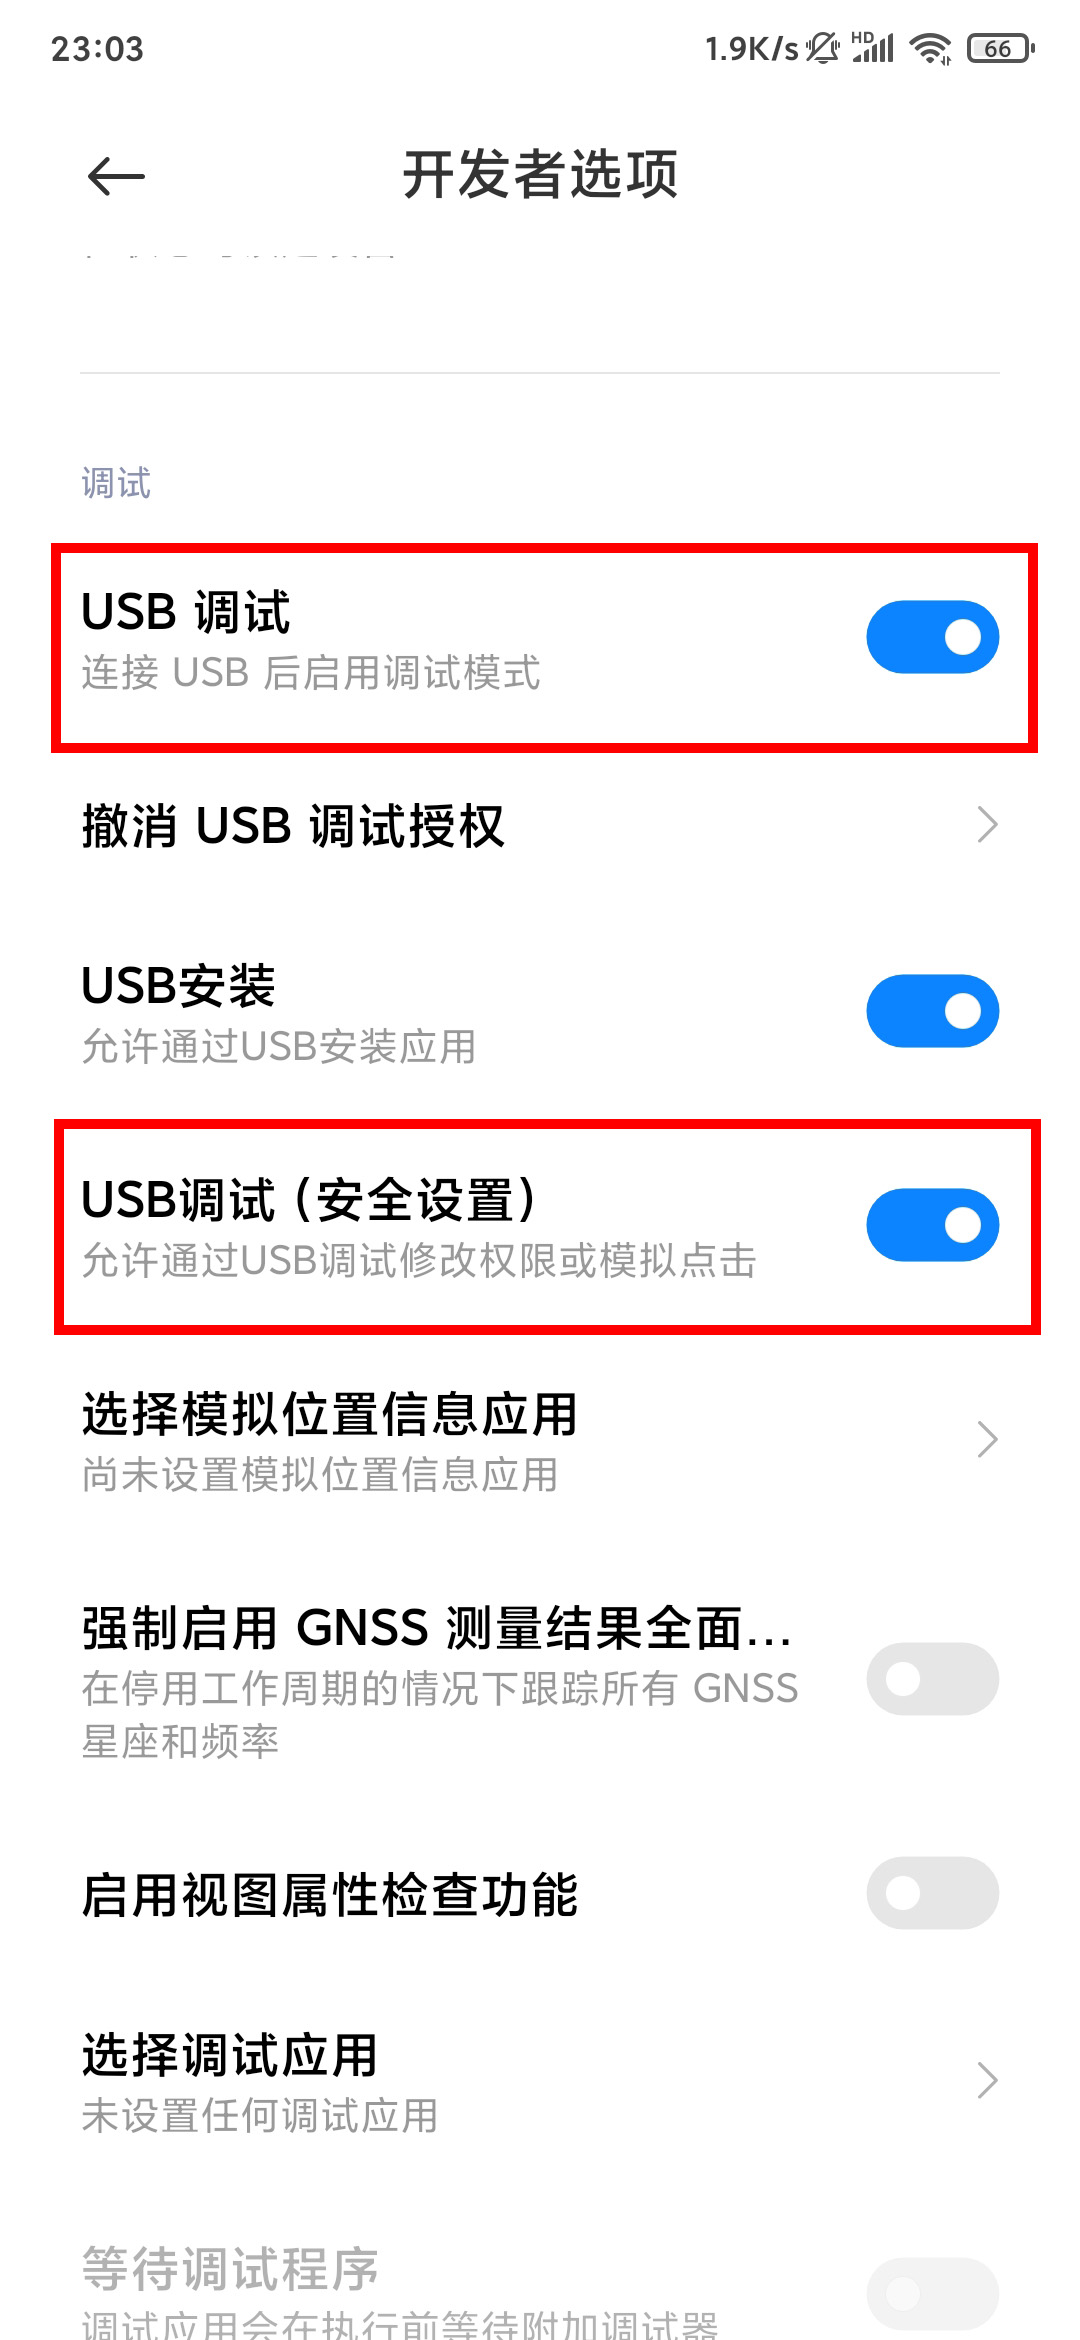 23:03
1.9K/s HD 66
开发者选项
调试
USB 调试
连接 USB 后启用调试模式
撤消 USB 调试授权
USB安装
允许通过USB安装应用
USB调试（安全设置）
允许通过USB调试修改权限或模拟点击
选择模拟位置信息应用
尚未设置模拟位置信息应用
强制启用 GNSS 测量结果全面...
在停用工作周期的情况下跟踪所有 GNSS
星座和频率
启用视图属性检查功能
选择调试应用
未设置任何调试应用
等待调试程序
调试应用会在执行前等待附加调试器